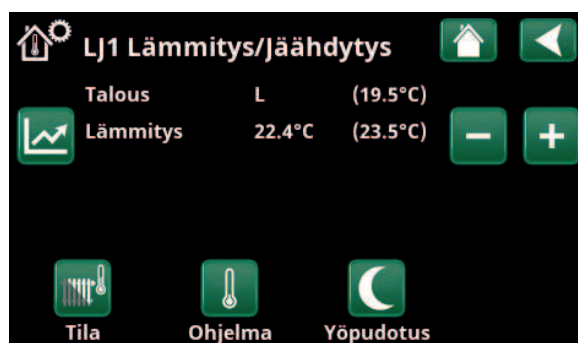 LJ1 Lämmitys/Jäähdytys
Talous L (19.5°C)
Lämmitys 22.4°C (23.5°C)
Tila Ohjelma Yöpudotus